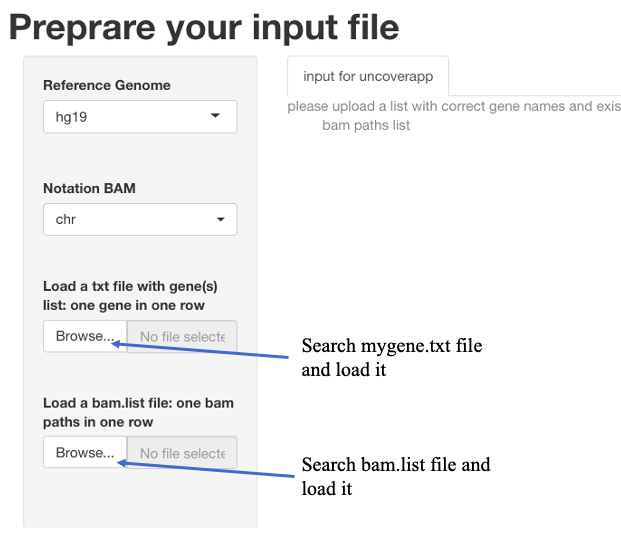 Preprare your input file
Reference Genome
hg19
Notation BAM
chr
Load a txt file with gene(s)
list: one gene in one row
Browse... No file selecte
Load a bam.list file: one bam
paths in one row
Browse... No file selecte
input for uncoverapp
please upload a list with correct gene names and exis
bam paths list
Search mygene.txt file
and load it
Search bam.list file and
load it